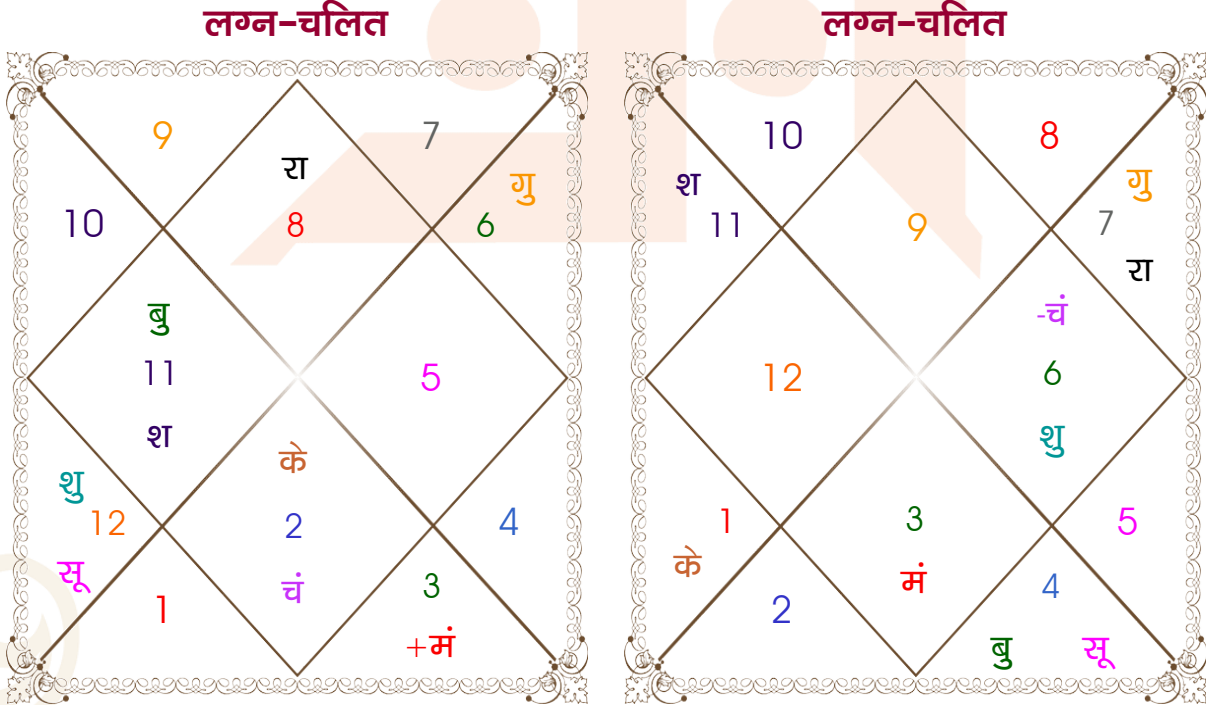 लग्न-चलित
9
7
रा
गु
10
8
6
बु
11
5
श
के
शु
12
2
4
सू
1
चं
3
+मं
लग्न-चलित
10
8
श
गु
11
9
7
रा
-चं
12
6
शु
1
3
5
के
मं
2
4
बु
सू